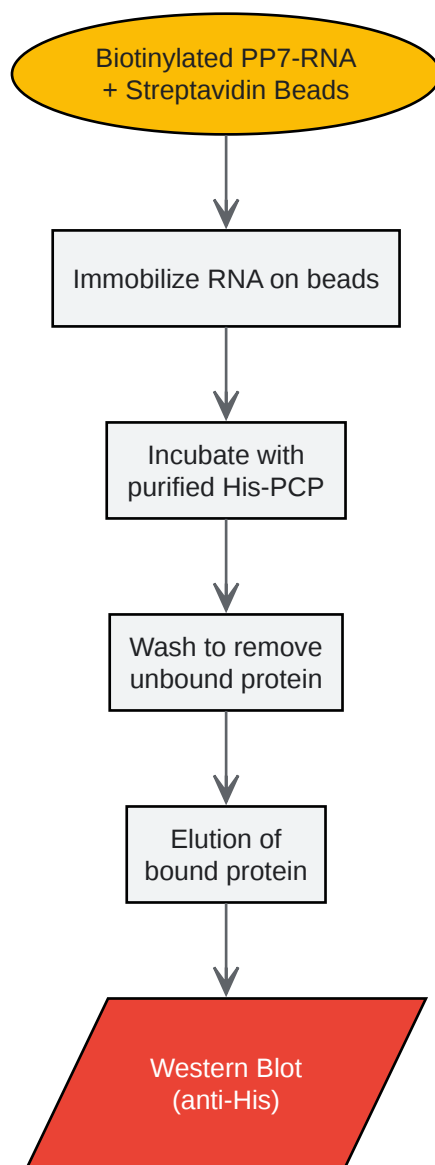 Biotinylated PP7-RNA
+ Streptavidin Beads
Immobilize RNA on beads
Incubate with
purified His-PCP
Wash to remove
unbound protein
Elution of
bound protein
Western Blot
(anti-His)